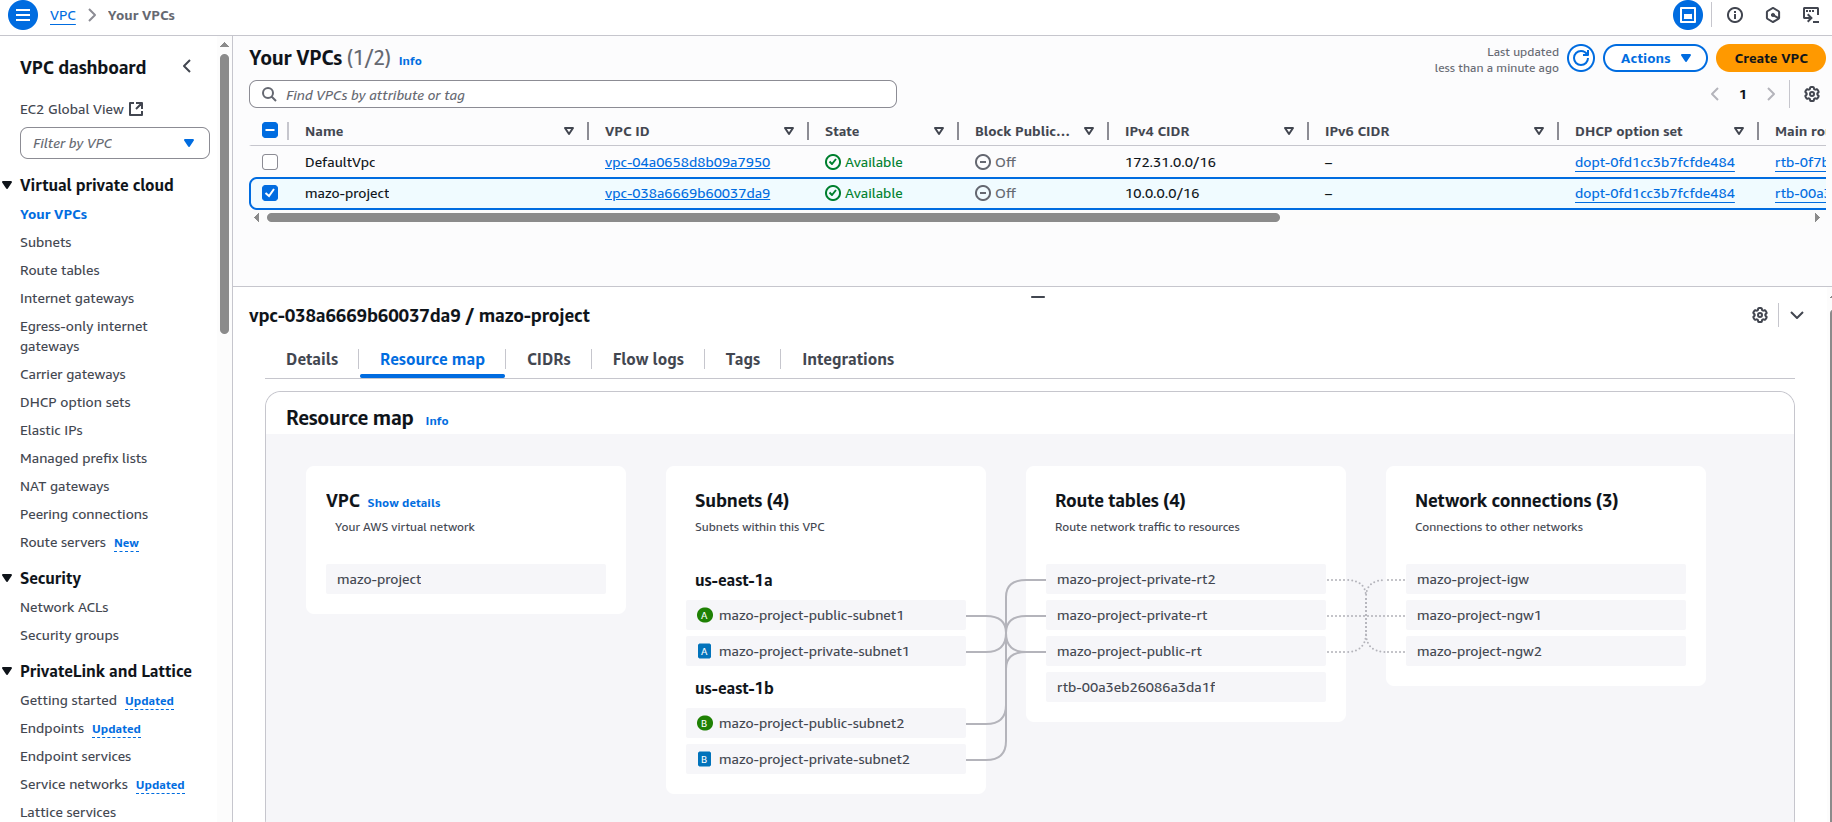 VPC > Your VPCs
VPC dashboard
EC2 Global View
Filter by VPC
Virtual private cloud
Your VPCs
Subnets
Route tables
Internet gateways
Egress-only internet
gateways
Carrier gateways
DHCP option sets
Elastic IPs
Managed prefix lists
NAT gateways
Peering connections
Route servers New
Security
Network ACLs
Security groups
PrivateLink and Lattice
Getting started Updated
Endpoints Updated
Endpoint services
Service networks Updated
Lattice services
Your VPCs (1/2) Info
Last updated
less than a minute ago
Actions
Create VPC
Find VPCs by attribute or tag
1
Name VPC ID State Block Public... IPv4 CIDR IPv6 CIDR DHCP option set Main ro
DefaultVpc vpc-04a0658d8b09a7950 Available Off 172.31.0.0/16 – dopt-0fd1cc3b7fcfde484 rtb-0f7b
mazo-project vpc-038a6669b60037da9 Available Off 10.0.0.0/16 – dopt-0fd1cc3b7fcfde484 rtb-00a3
vpc-038a6669b60037da9 / mazo-project
Details Resource map CIDRs Flow logs Tags Integrations
Resource map Info
VPC Show details
Your AWS virtual network
mazo-project
Subnets (4)
Subnets within this VPC
us-east-1a
A mazo-project-public-subnet1
A mazo-project-private-subnet1
us-east-1b
B mazo-project-public-subnet2
B mazo-project-private-subnet2
Route tables (4)
Route network traffic to resources
mazo-project-private-rt2
mazo-project-private-rt
mazo-project-public-rt
rtb-00a3eb26086a3da1f
Network connections (3)
Connections to other networks
mazo-project-igw
mazo-project-ngw1
mazo-project-ngw2